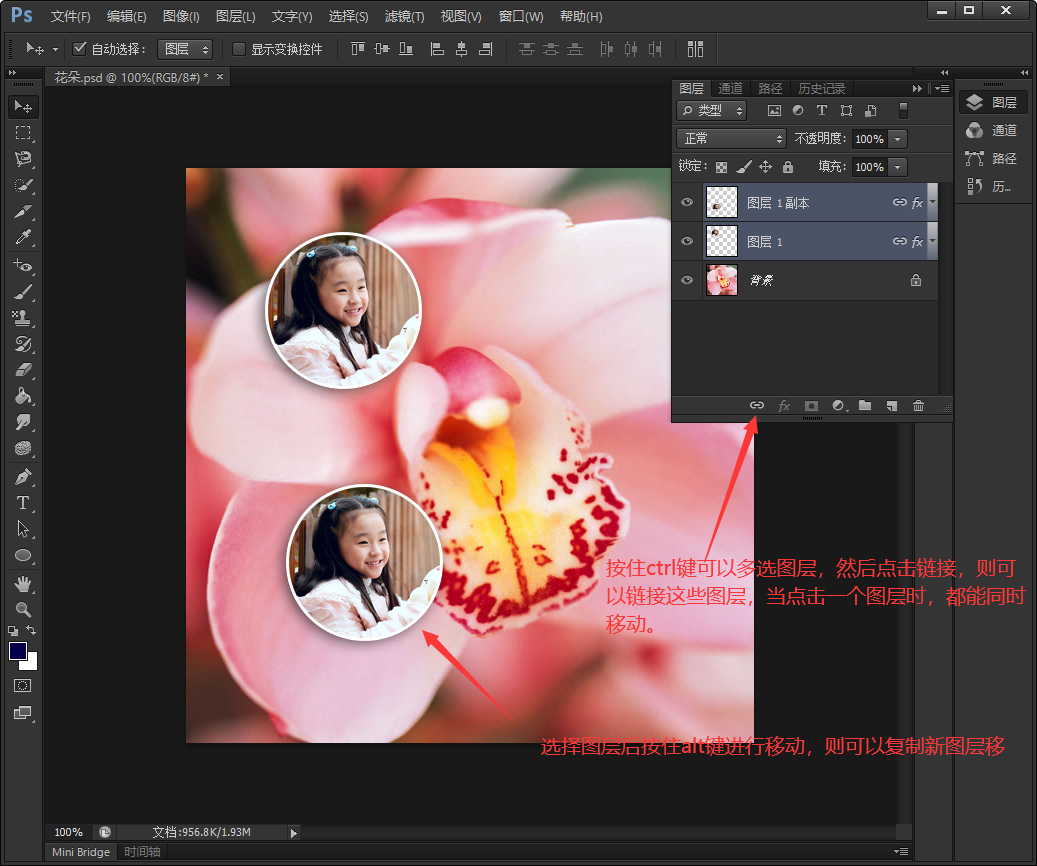 Ps 文件(F) 编辑(E) 图像(I) 图层(L) 文字(Y) 选择(S) 滤镜(T) 视图(V) 窗口(W) 帮助(H)
自动选择： 图层 显示变换控件
花朵.psd @ 100%(RGB/8#) * ×
图层 通道 路径 历史记录
类型
正常 不透明度: 100%
锁定: 填充: 100%
图层 1 副本 fx
图层 1 fx
背景
fx
图层
通道
路径
历...
T
按住ctrl键可以多选图层，然后点击链接，则可
以链接这些图层，当点击一个图层时，都能同时
移动。
选择图层后按住alt键进行移动，则可以复制新图层移
100% 文档:956.8K/1.93M
Mini Bridge 时间轴